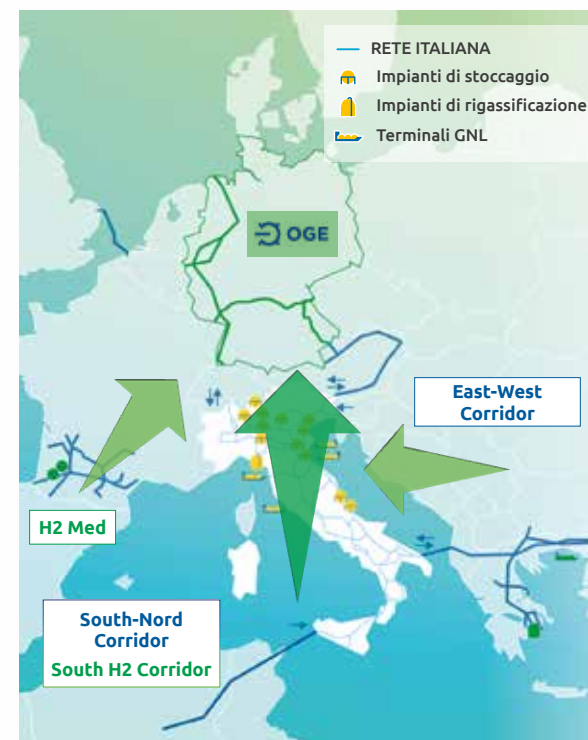 RETE ITALIANA
Impianti di stoccaggio
Impianti di rigassificazione
Terminali GNL
OGE
East-West
Corridor
H2 Med
South-Nord
Corridor
South H2 Corridor